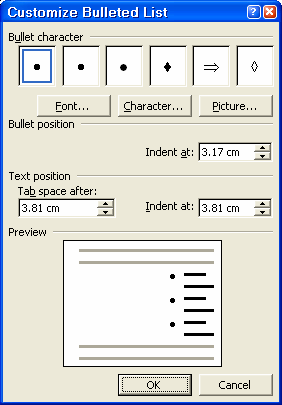 Customize Bulleted List
Bullet character
Font... Character... Picture...
Bullet position
Indent at: 3.17 cm
Text position
Tab space after:
3.81 cm Indent at: 3.81 cm
Preview
OK Cancel